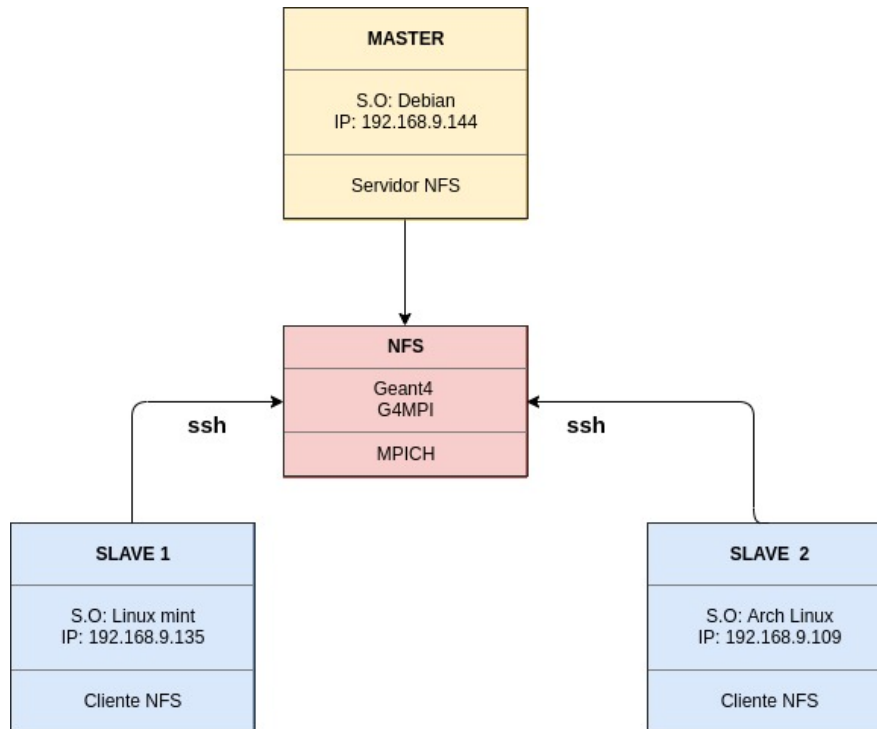 MASTER
S.O: Debian
IP: 192.168.9.144
Servidor NFS
NFS
Geant4
G4MPI
MPICH
ssh
ssh
SLAVE 1
S.O: Linux mint
IP: 192.168.9.135
Cliente NFS
SLAVE 2
S.O: Arch Linux
IP: 192.168.9.109
Cliente NFS